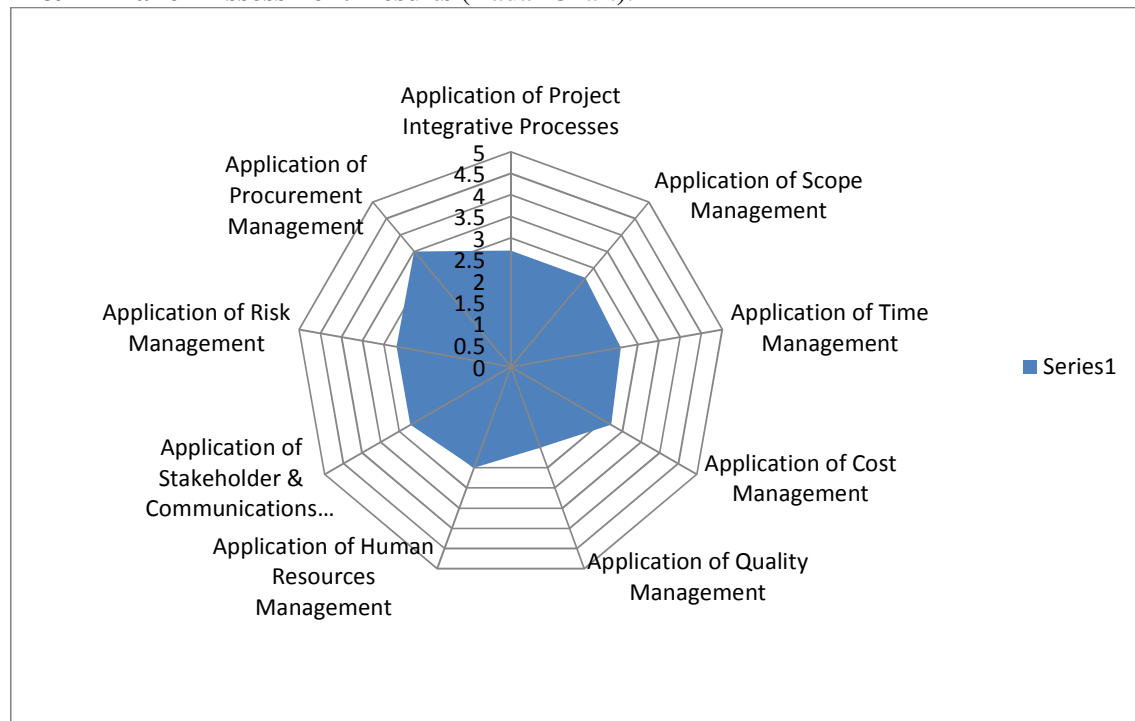 Application of Project
Integrative Processes
Application of Scope
Management
Application of Time
Management
Application of Cost
Management
Application of Quality
Management
Application of Human
Resources
Management
Application of
Stakeholder &
Communications...
Application of Risk
Management
Application of
Procurement
Management
5
4.5
4
3.5
3
2.5
2
1.5
1
0.5
0
Series1